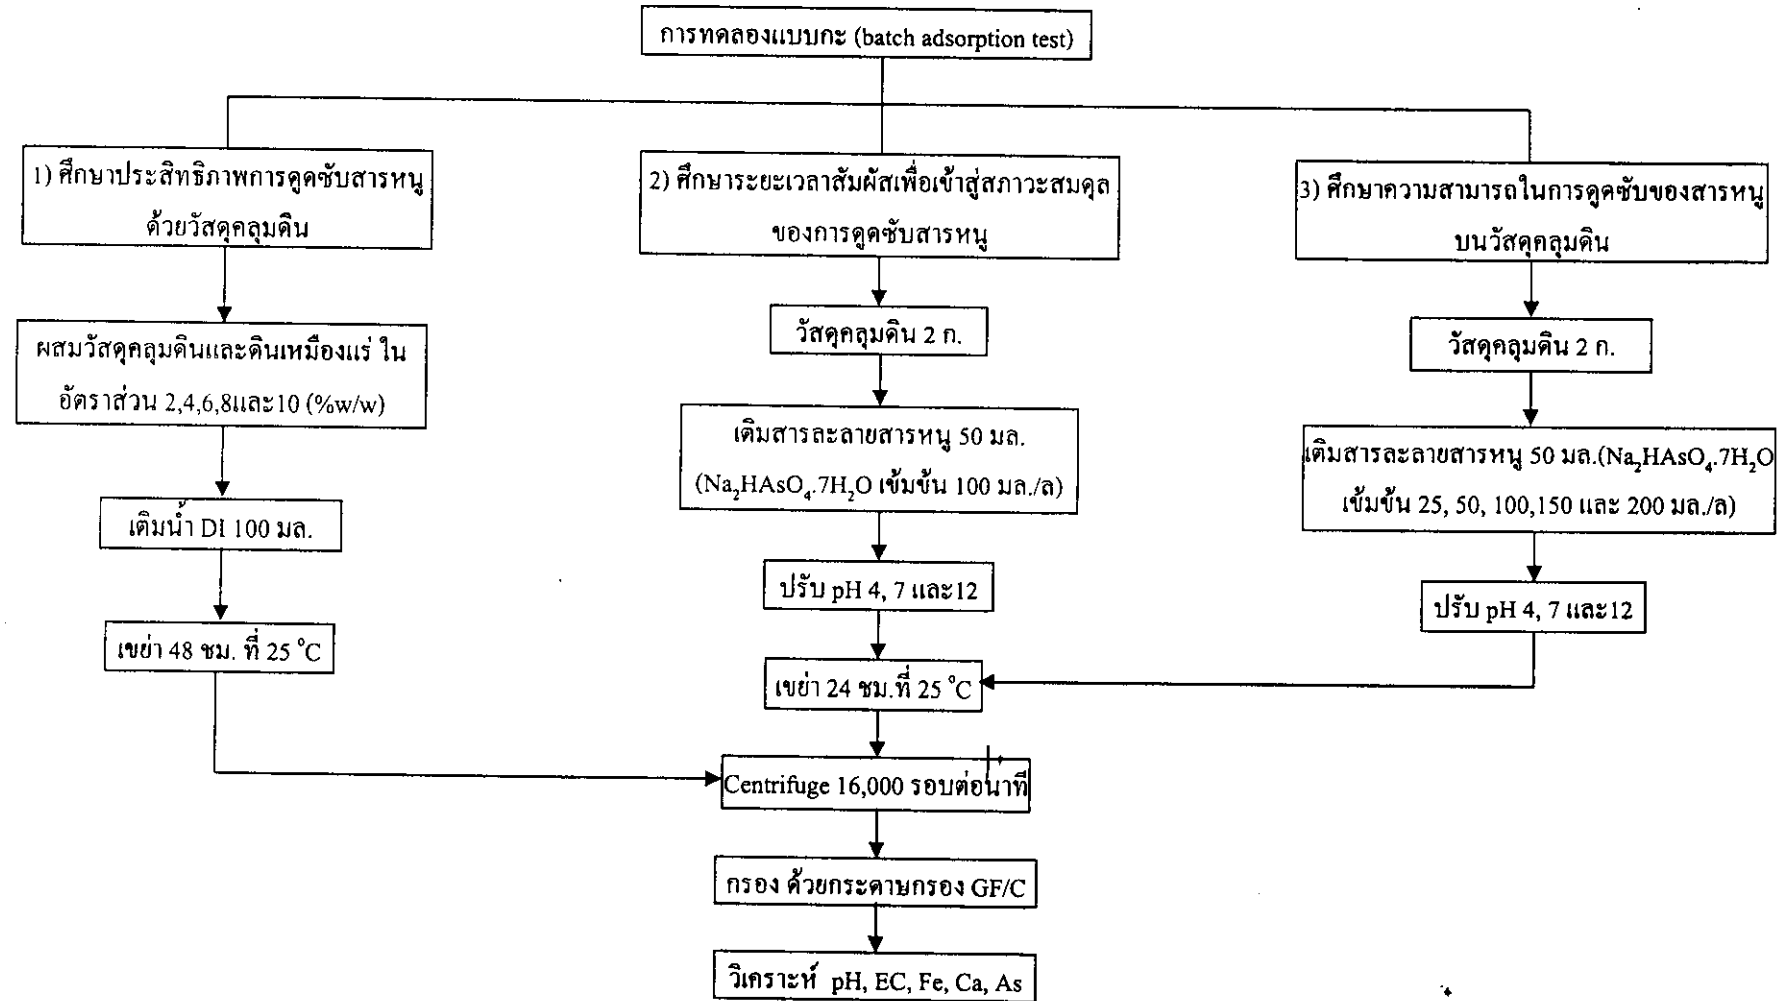 การทดลองแบบกะ (batch adsorption test)
1) ศึกษาประสิทธิภาพการดูดซับสารหนู
ด้วยวัสดุคลุมดิน
ผสมวัสดุคลุมดินและดินเหมืองแร่ ใน
อัตราส่วน 2,4,6,8และ10 (%w/w)
เติมน้ำ DI 100 มล.
เขย่า 48 ชม. ที่ 25 °C
2) ศึกษาระยะเวลาสัมผัสเพื่อเข้าสู่สภาวะสมดุล
ของการดูดซับสารหนู
วัสดุคลุมดิน 2 ก.
เติมสารละลายสารหนู 50 มล.
(Na₂HAsO₄.7H₂O เข้มข้น 100 มล./ล)
ปรับ pH 4, 7 และ12
เขย่า 24 ชม.ที่ 25 °C
3) ศึกษาความสามารถในการดูดซับของสารหนู
บนวัสดุคลุมดิน
วัสดุคลุมดิน 2 ก.
เติมสารละลายสารหนู 50 มล.(Na₂HAsO₄.7H₂O
เข้มข้น 25, 50, 100,150 และ 200 มล./ล)
ปรับ pH 4, 7 และ12
Centrifuge 16,000 รอบต่อนาที
กรอง ด้วยกระดาษกรอง GF/C
วิเคราะห์ pH, EC, Fe, Ca, As